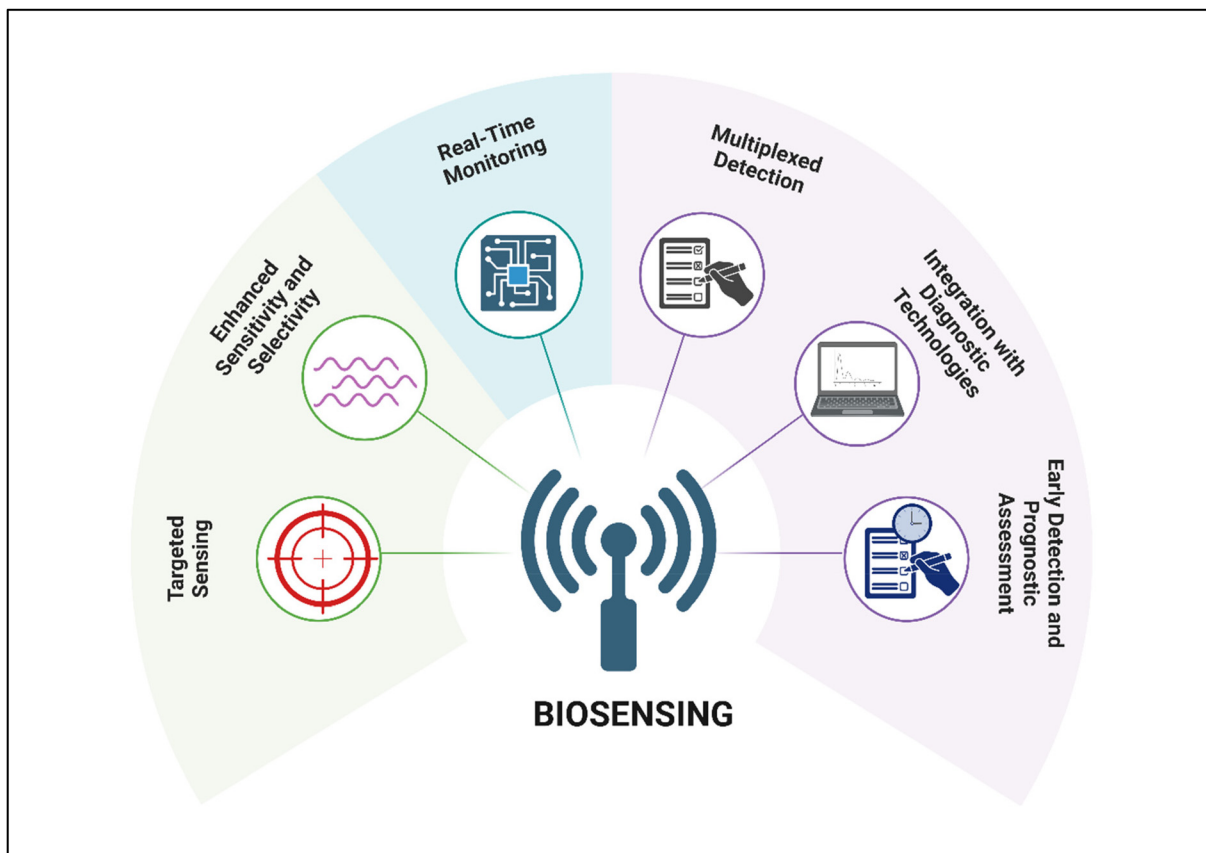 Targeted
Sensing
Enhanced
Sensitivity and
Selectivity
Real-Time
Monitoring
Multiplexed
Detection
Integration with
Diagnostic
Technologies
Early Detection and
Prognostic
Assessment
BIOSENSING